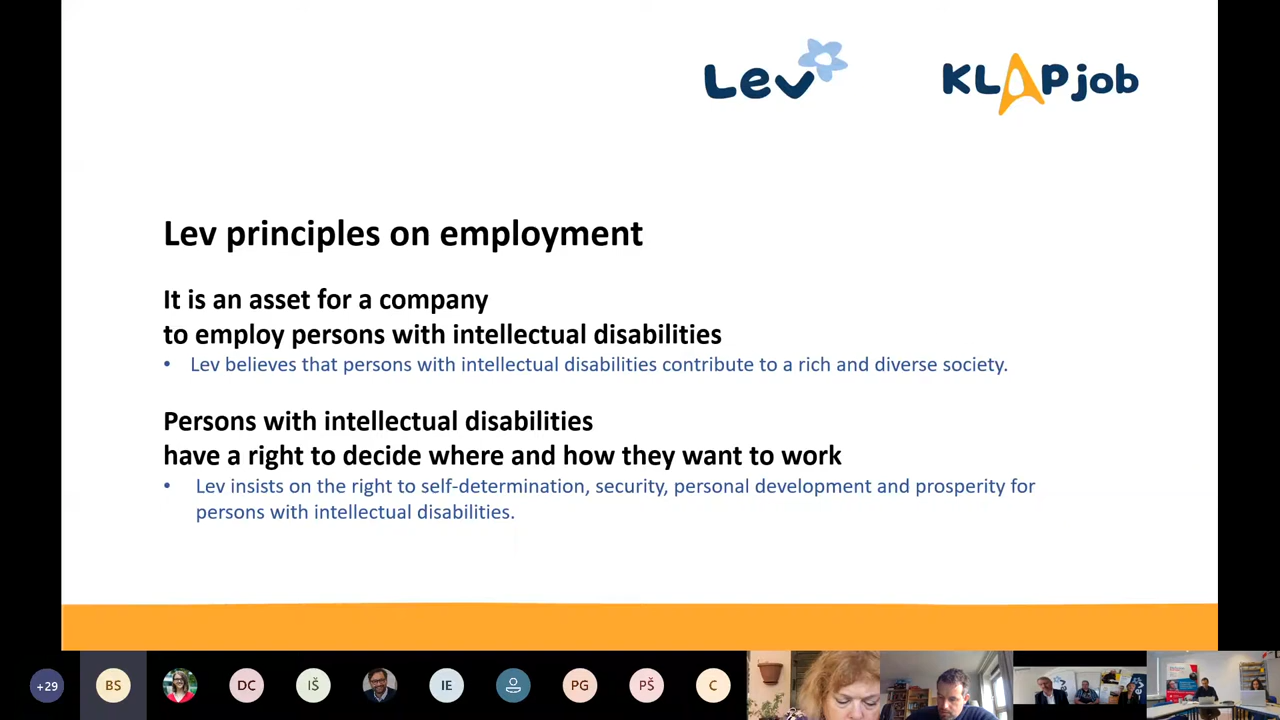 Lev
KLAPjob
Lev principles on employment
It is an asset for a company
to employ persons with intellectual disabilities
• Lev believes that persons with intellectual disabilities contribute to a rich and diverse society.
Persons with intellectual disabilities
have a right to decide where and how they want to work
• Lev insists on the right to self-determination, security, personal development and prosperity for
persons with intellectual disabilities.
+29
BS
DC
IŠ
IE
PG
PŠ
C